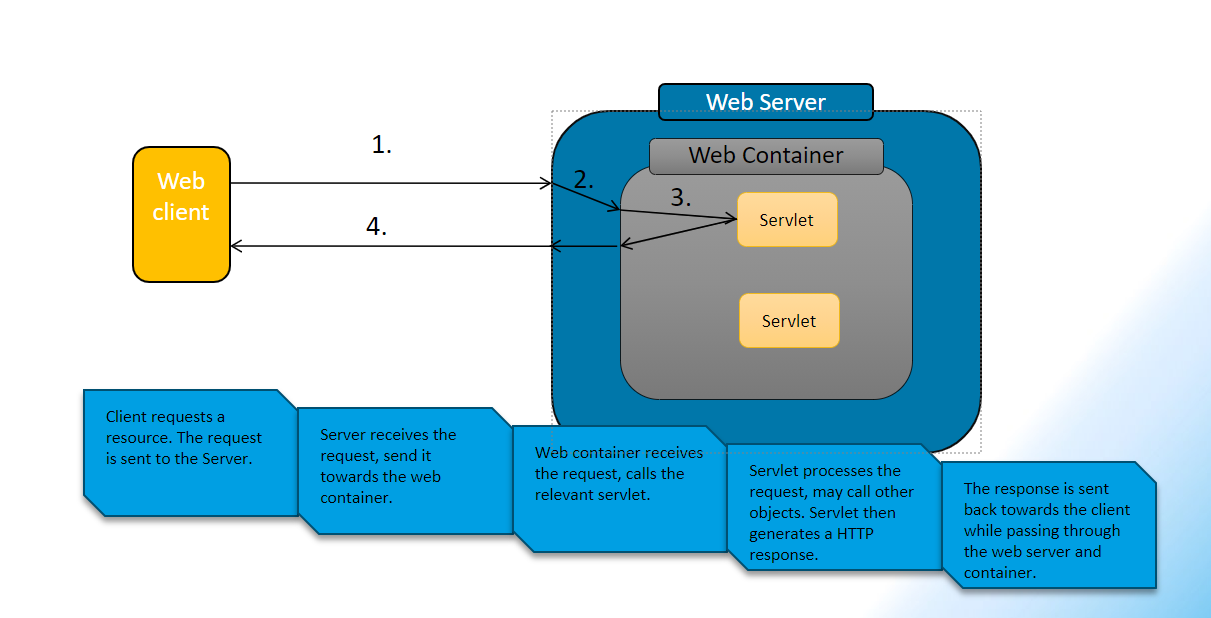 Web Server
Web Container
1.
Web
client
2.
3.
Servlet
4.
Servlet
Client requests a
resource. The request
is sent to the Server.
Server receives the
request, send it
towards the web
container.
Web container receives
the request, calls the
relevant servlet.
Servlet processes the
request, may call other
objects. Servlet then
generates a HTTP
response.
The response is sent
back towards the client
while passing through
the web server and
container.